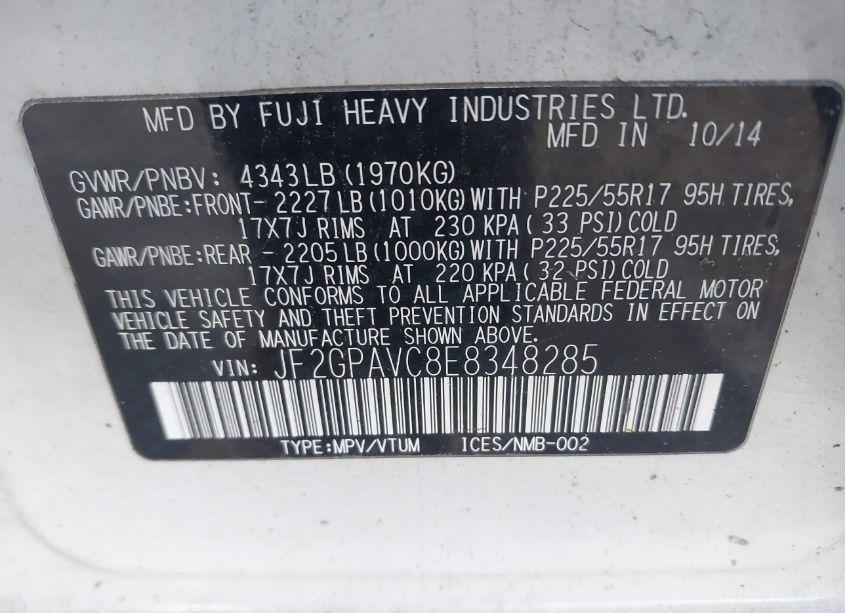 MFD BY FUJI HEAVY INDUSTRIES LTD.
MFD IN 10/14
GVWR/PNBV: 4343LB (1970KG)
GAWR/PNBE:FRONT- 2227LB (1010KG) WITH P225/55R17 95H TIRES,
17X7J RIMS AT 230 KPA ( 33 PSI) COLD
GAWR/PNBE:REAR - 2205LB (1000KG) WITH P225/55R17 95H TIRES,
17X7J RIMS AT 220 KPA ( 32 PSI) COLD
THIS VEHICLE CONFORMS TO ALL APPLICABLE FEDERAL MOTOR
VEHICLE SAFETY AND THEFT PREVENTION STANDARDS IN EFFECT ON
THE DATE OF MANUFACTURE SHOWN ABOVE.
VIN: JF2GPAVC8E8348285
TYPE:MPV/VTUM ICES/NMB-002